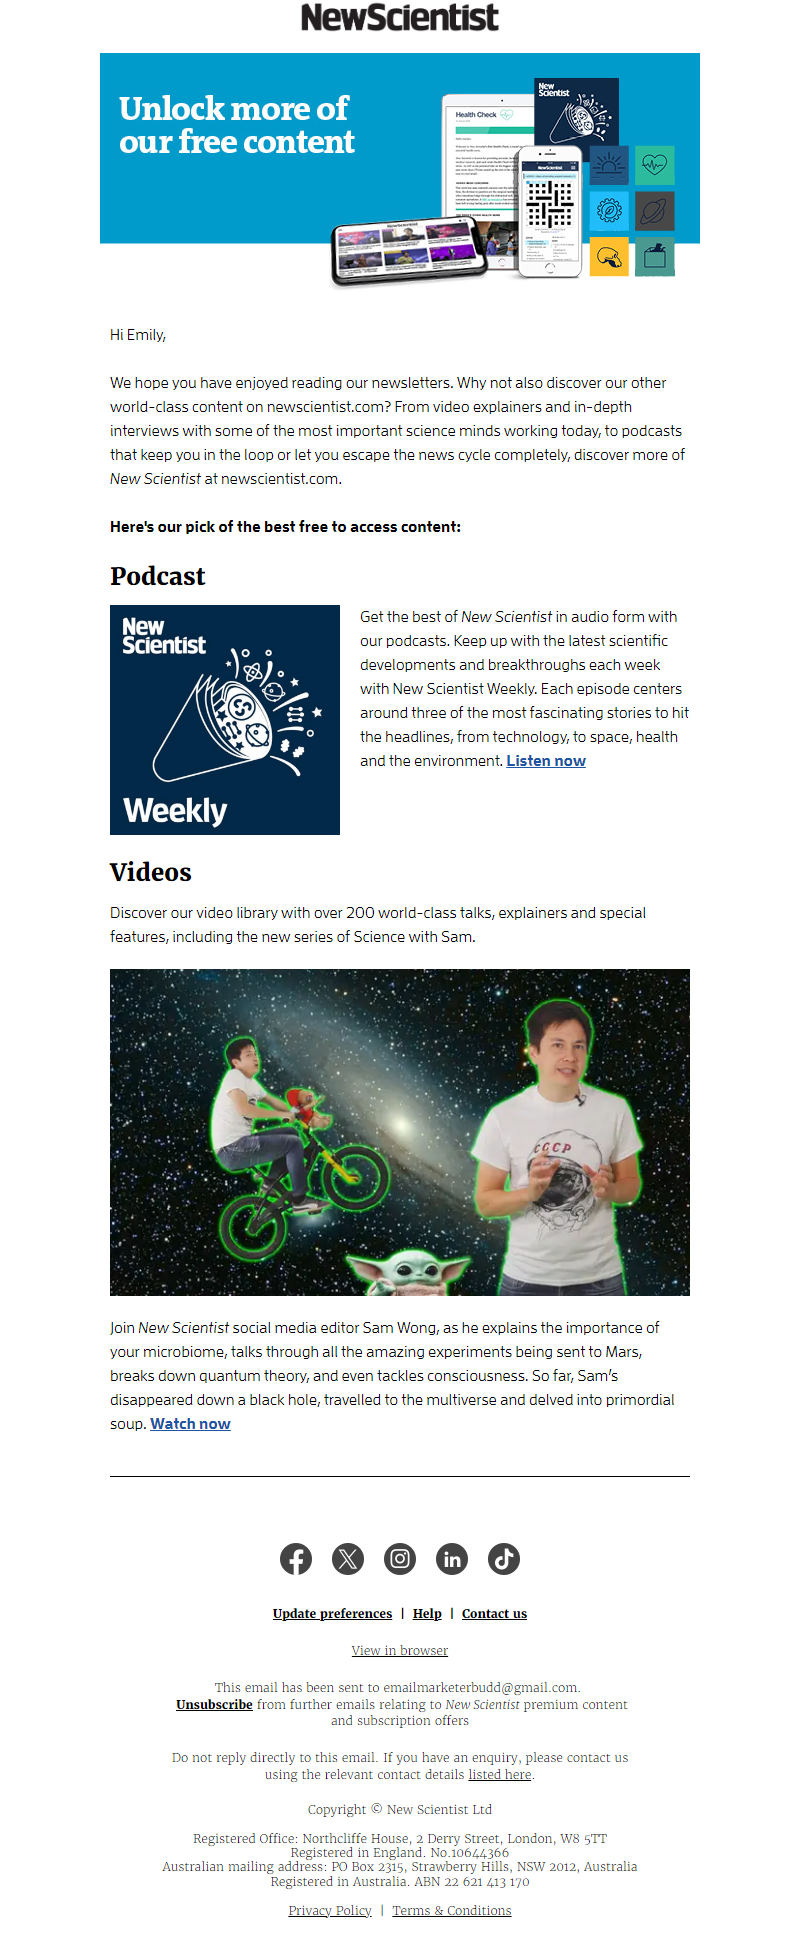 NewScientist
Unlock more of
our free content
Health Check
New
Scientist
NewScientist
NewScientist
Hi Emily,
We hope you have enjoyed reading our newsletters. Why not also discover our other
world-class content on newscientist.com? From video explainers and in-depth
interviews with some of the most important science minds working today, to podcasts
that keep you in the loop or let you escape the news cycle completely, discover more of
New Scientist at newscientist.com.
Here's our pick of the best free to access content:
Podcast
New
Scientist
Weekly
Get the best of New Scientist in audio form with
our podcasts. Keep up with the latest scientific
developments and breakthroughs each week
with New Scientist Weekly. Each episode centers
around three of the most fascinating stories to hit
the headlines, from technology, to space, health
and the environment. Listen now
Videos
Discover our video library with over 200 world-class talks, explainers and special
features, including the new series of Science with Sam.
CCCP
Join New Scientist social media editor Sam Wong, as he explains the importance of
your microbiome, talks through all the amazing experiments being sent to Mars,
breaks down quantum theory, and even tackles consciousness. So far, Sam's
disappeared down a black hole, travelled to the multiverse and delved into primordial
soup. Watch now
Update preferences | Help | Contact us
View in browser
This email has been sent to emailmarketerbudd@gmail.com.
Unsubscribe from further emails relating to New Scientist premium content
and subscription offers
Do not reply directly to this email. If you have an enquiry, please contact us
using the relevant contact details listed here.
Copyright © New Scientist Ltd
Registered Office: Northcliffe House, 2 Derry Street, London, W8 5TT
Registered in England. No.10644366
Australian mailing address: PO Box 2315, Strawberry Hills, NSW 2012, Australia
Registered in Australia. ABN 22 621 413 170
Privacy Policy | Terms & Conditions